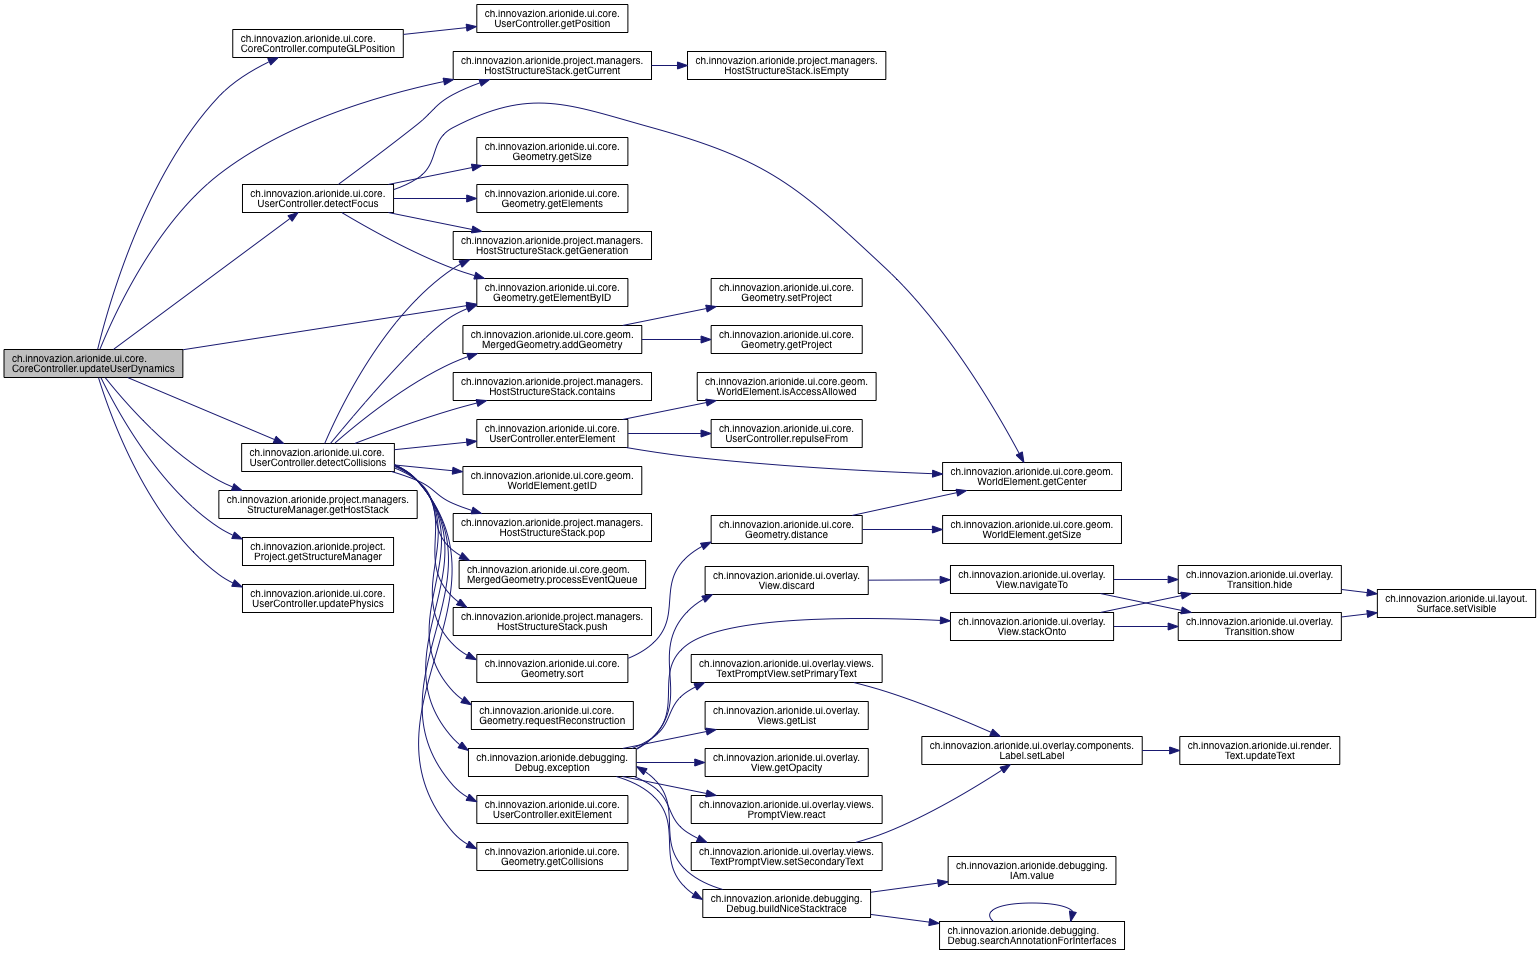 ch.innovazion.arionide.ui.core.
CoreController.updateUserDynamics
ch.innovazion.arionide.ui.core.
CoreController.computeGLPosition
ch.innovazion.arionide.ui.core.
UserController.detectFocus
ch.innovazion.arionide.ui.core.
UserController.detectCollisions
ch.innovazion.arionide.project.managers.
StructureManager.getHostStack
ch.innovazion.arionide.project.
Project.getStructureManager
ch.innovazion.arionide.ui.core.
UserController.updatePhysics
ch.innovazion.arionide.ui.core.
UserController.getPosition
ch.innovazion.arionide.project.managers.
HostStructureStack.getCurrent
ch.innovazion.arionide.ui.core.
Geometry.getSize
ch.innovazion.arionide.ui.core.
Geometry.getElements
ch.innovazion.arionide.project.managers.
HostStructureStack.getGeneration
ch.innovazion.arionide.ui.core.
Geometry.getElementByID
ch.innovazion.arionide.ui.core.geom.
MergedGeometry.addGeometry
ch.innovazion.arionide.project.managers.
HostStructureStack.contains
ch.innovazion.arionide.ui.core.
UserController.enterElement
ch.innovazion.arionide.ui.core.geom.
WorldElement.getID
ch.innovazion.arionide.project.managers.
HostStructureStack.pop
ch.innovazion.arionide.ui.core.geom.
MergedGeometry.processEventQueue
ch.innovazion.arionide.project.managers.
HostStructureStack.push
ch.innovazion.arionide.ui.core.
Geometry.sort
ch.innovazion.arionide.ui.core.
Geometry.requestReconstruction
ch.innovazion.arionide.debugging.
Debug.exception
ch.innovazion.arionide.ui.core.
UserController.exitElement
ch.innovazion.arionide.ui.core.
Geometry.getCollisions
ch.innovazion.arionide.project.managers.
HostStructureStack.isEmpty
ch.innovazion.arionide.ui.core.
Geometry.setProject
ch.innovazion.arionide.ui.core.
Geometry.getProject
ch.innovazion.arionide.ui.core.geom.
WorldElement.isAccessAllowed
ch.innovazion.arionide.ui.core.
UserController.repulseFrom
ch.innovazion.arionide.ui.core.
Geometry.distance
ch.innovazion.arionide.ui.overlay.
View.discard
ch.innovazion.arionide.ui.overlay.views.
TextPromptView.setPrimaryText
ch.innovazion.arionide.ui.overlay.
Views.getList
ch.innovazion.arionide.ui.overlay.
View.getOpacity
ch.innovazion.arionide.ui.overlay.views.
PromptView.react
ch.innovazion.arionide.ui.overlay.views.
TextPromptView.setSecondaryText
ch.innovazion.arionide.debugging.
Debug.buildNiceStacktrace
ch.innovazion.arionide.ui.core.geom.
WorldElement.getCenter
ch.innovazion.arionide.ui.core.geom.
WorldElement.getSize
ch.innovazion.arionide.ui.overlay.
View.navigateTo
ch.innovazion.arionide.ui.overlay.
View.stackOnto
ch.innovazion.arionide.ui.overlay.components.
Label.setLabel
ch.innovazion.arionide.debugging.
IAm.value
ch.innovazion.arionide.debugging.
Debug.searchAnnotationForInterfaces
ch.innovazion.arionide.ui.overlay.
Transition.hide
ch.innovazion.arionide.ui.overlay.
Transition.show
ch.innovazion.arionide.ui.render.
Text.updateText
ch.innovazion.arionide.ui.layout.
Surface.setVisible